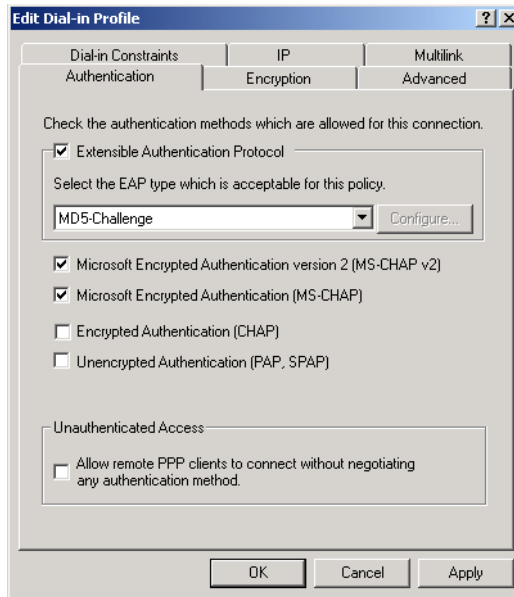 Edit Dial-in Profile
Dial-in Constraints IP Multilink
Authentication Encryption Advanced
Check the authentication methods which are allowed for this connection.
Extensible Authentication Protocol
Select the EAP type which is acceptable for this policy.
MD5-Challenge Configure...
Microsoft Encrypted Authentication version 2 (MS-CHAP v2)
Microsoft Encrypted Authentication (MS-CHAP)
Encrypted Authentication (CHAP)
Unencrypted Authentication (PAP, SPAP)
Unauthenticated Access
Allow remote PPP clients to connect without negotiating
any authentication method.
OK Cancel Apply